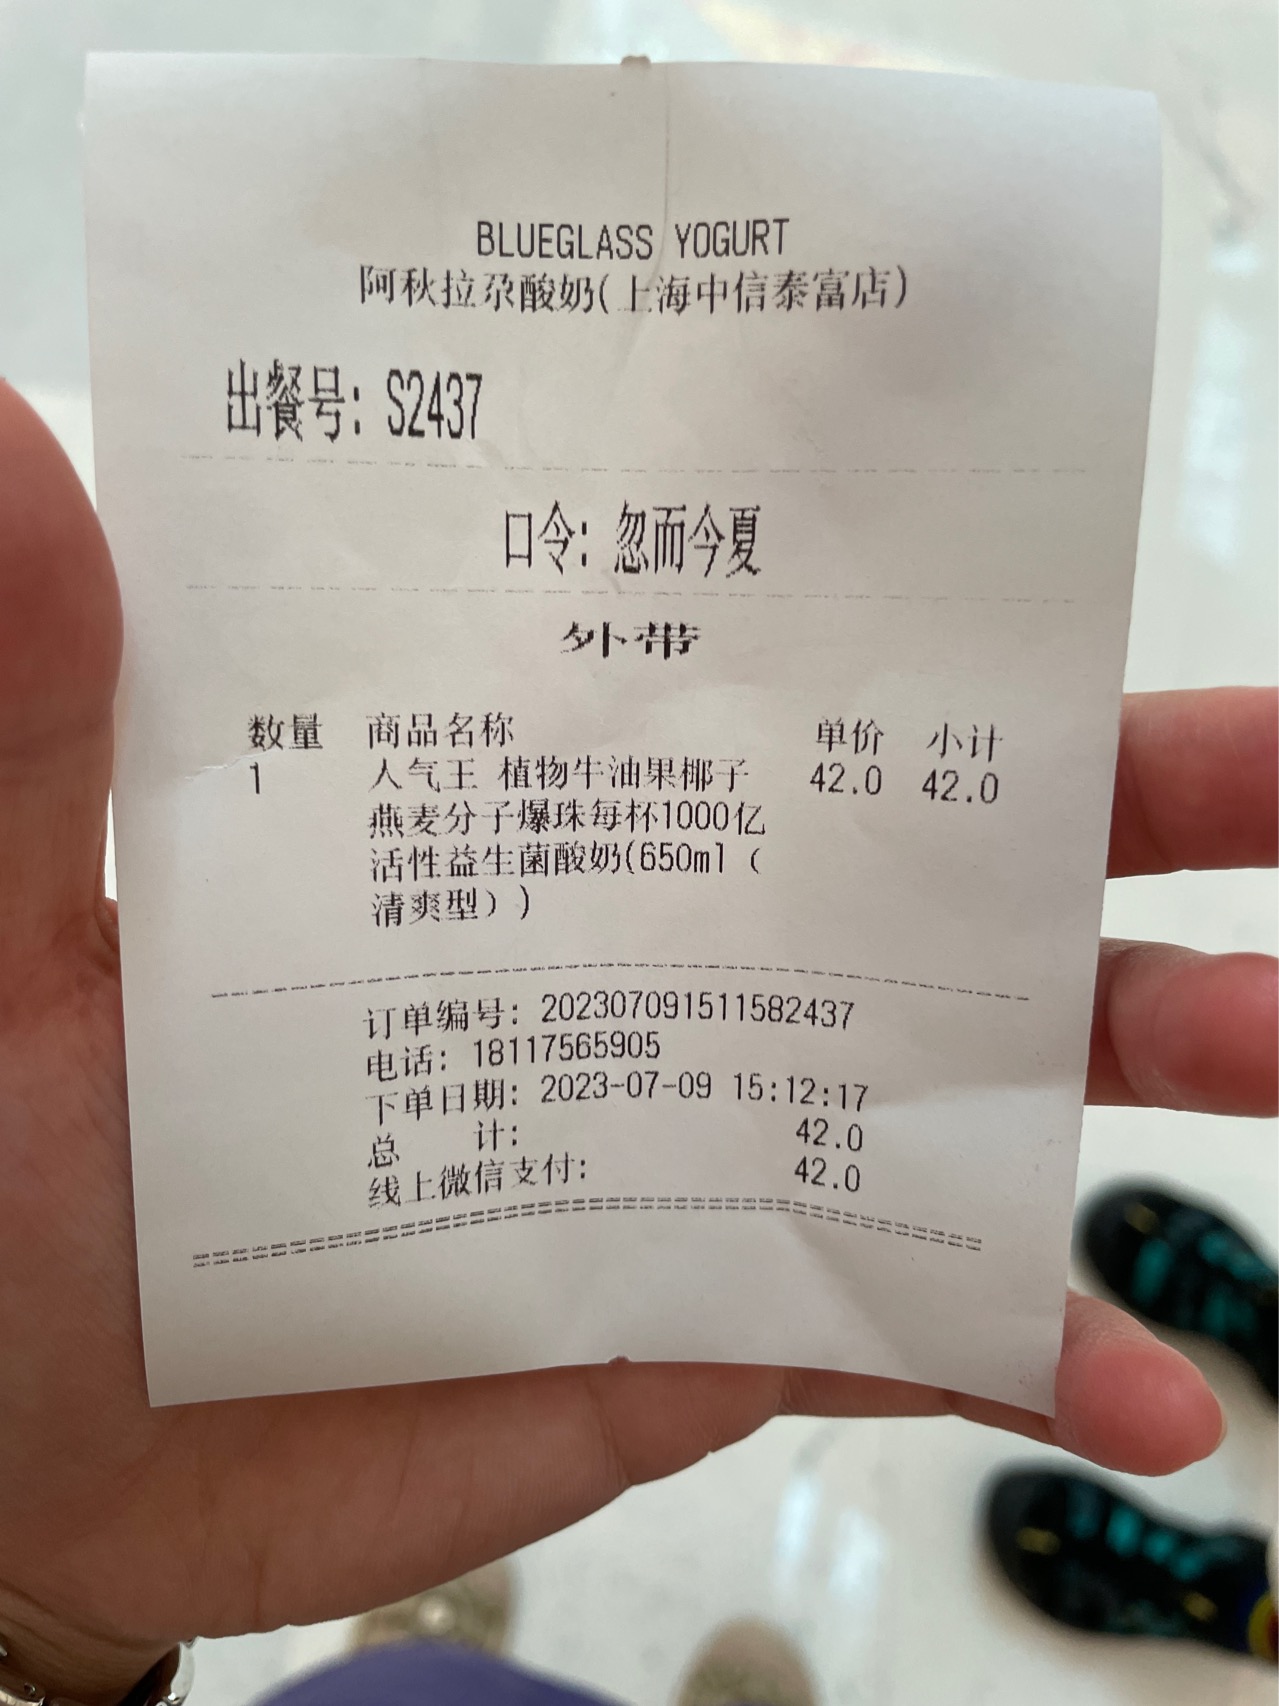 BLUEGLASS YOGURT
阿秋拉尕酸奶(上海中信泰富店)
出餐号: S2437
口令: 忽而今夏
外带
数量 商品名称 单价 小计
1 人气王 植物牛油果椰子 42.0 42.0
燕麦分子爆珠每杯1000亿
活性益生菌酸奶(650ml（
清爽型）)
订单编号: 202307091511582437
电话: 18117565905
下单日期: 2023-07-09 15:12:17
总 计: 42.0
线上微信支付: 42.0